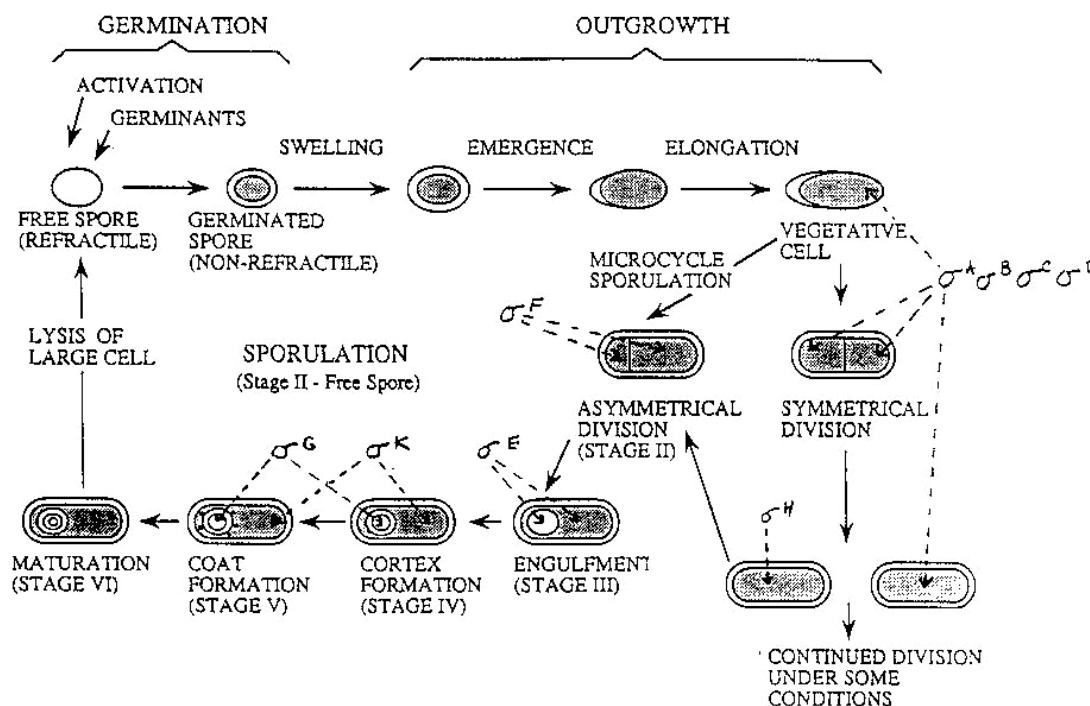 GERMINATION
OUTGROWTH
ACTIVATION
GERMINANTS
SWELLING
EMERGENCE
ELONGATION
FREE SPORE
(REFRACTILE)
GERMINATED
SPORE
(NON-REFRACTILE)
VEGETATIVE
CELL
MICROCYCLE
SPORULATION
σA σB σC σD
σF
LYSIS OF
LARGE CELL
SPORULATION
(Stage II - Free Spore)
ASYMMETRICAL
DIVISION
(STAGE II)
SYMMETRICAL
DIVISION
σG
σK
σE
σH
MATURATION
(STAGE VI)
COAT
FORMATION
(STAGE V)
CORTEX
FORMATION
(STAGE IV)
ENGULFMENT
(STAGE III)
CONTINUED DIVISION
UNDER SOME
CONDITIONS